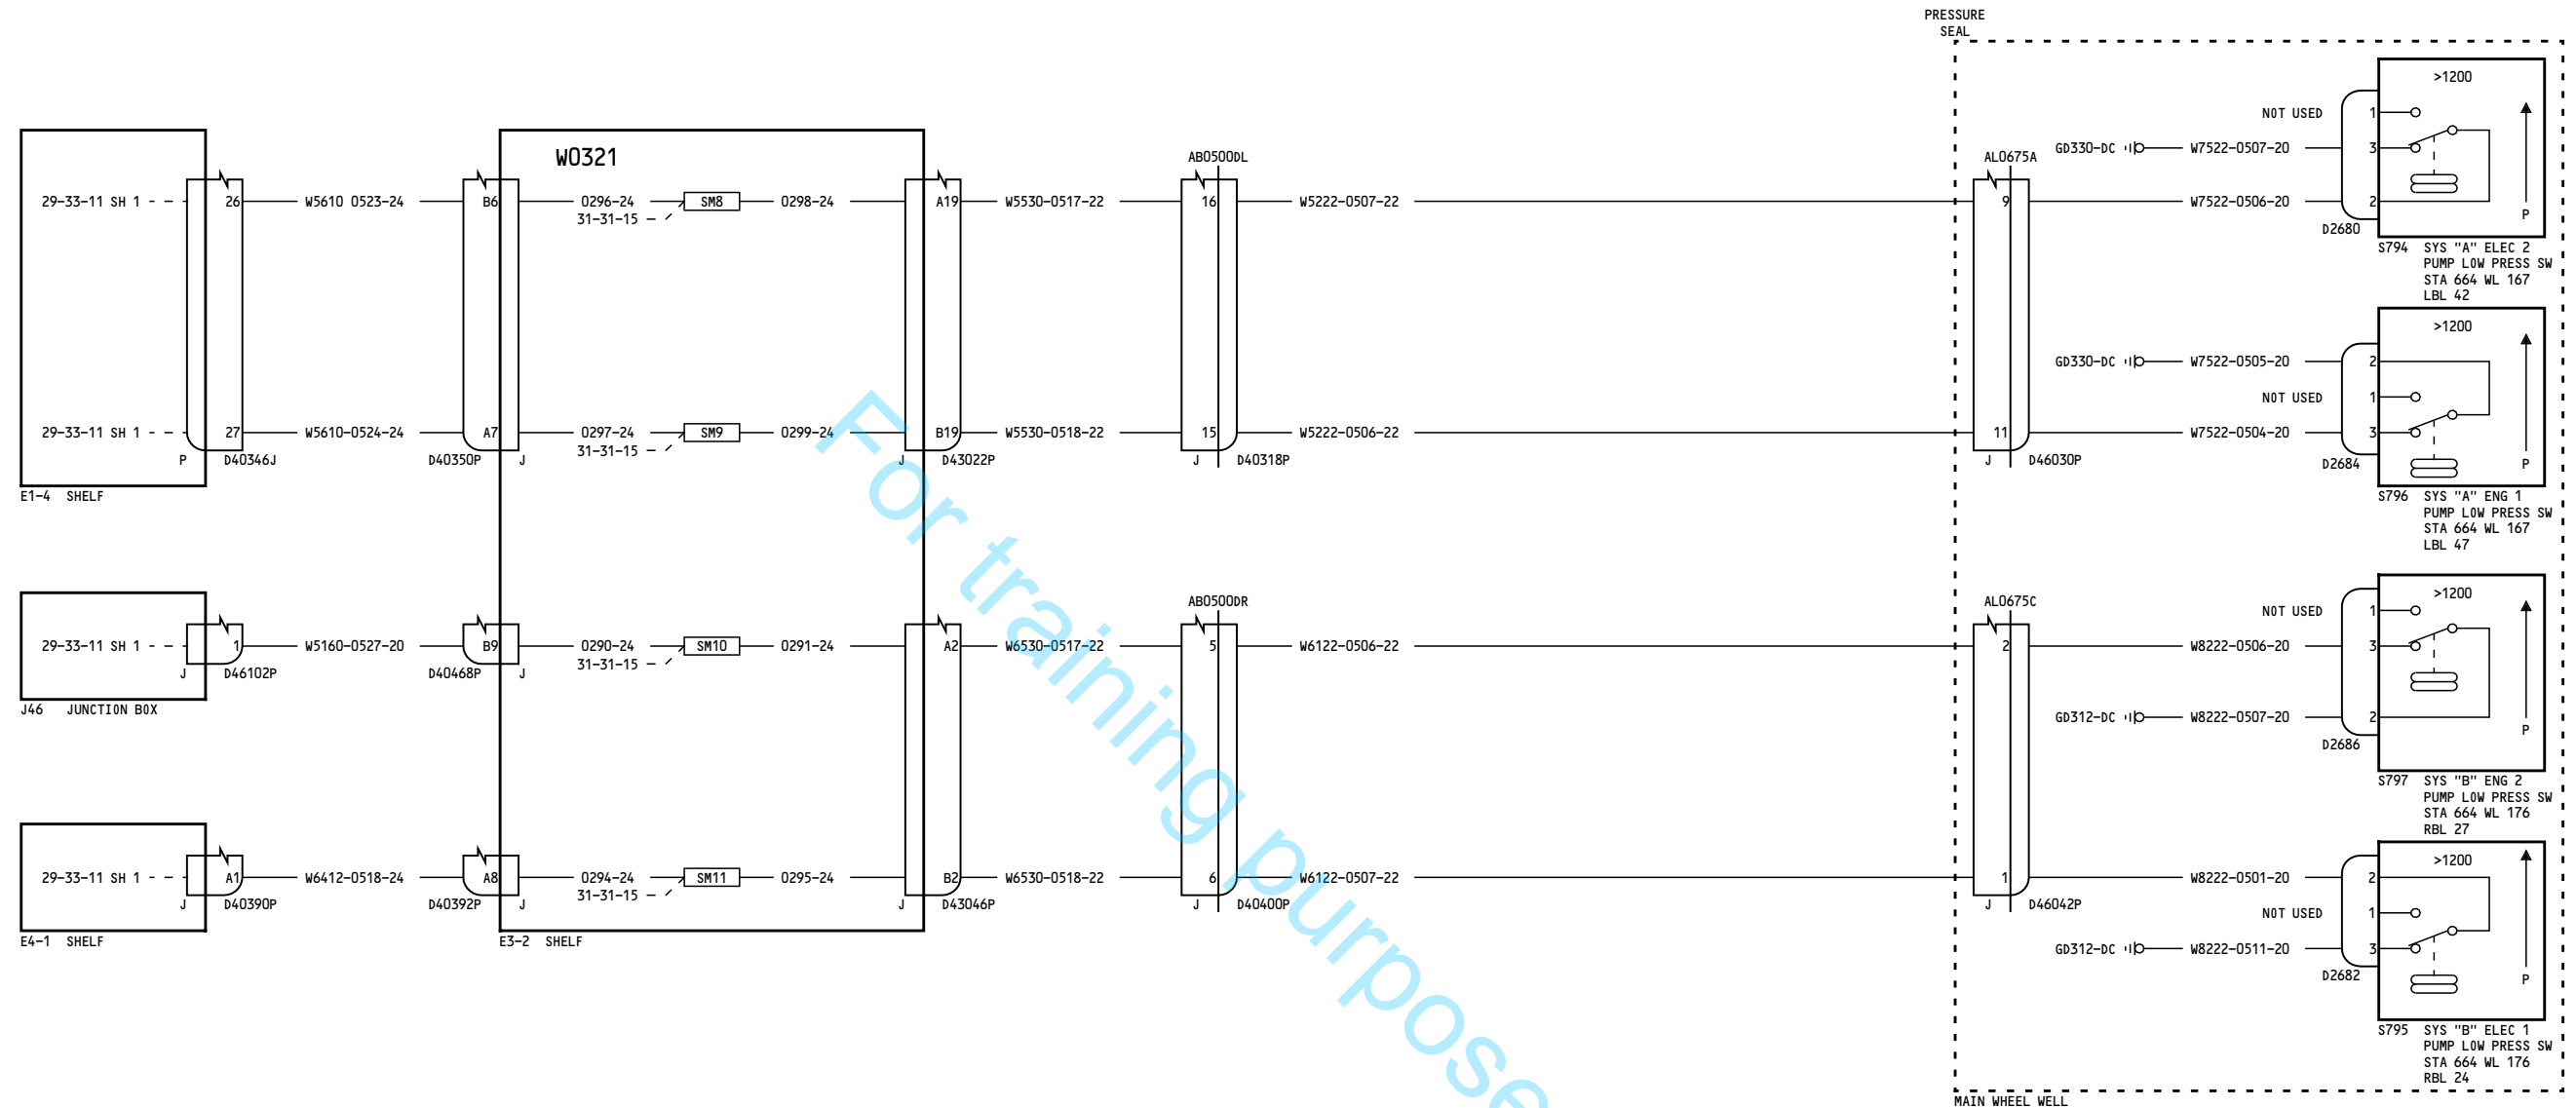 PRESSURE
SEAL
>1200
NOT USED 1
GD330-DC W7522-0507-20 3
W0321
AB0500DL
AL0675A
29-33-11 SH 1 26 W5610 0523-24 B6 0296-24 SM8 0298-24 A19 W5530-0517-22 16 W5222-0507-22 9 W7522-0506-20 2
31-31-15
P
D2680
S794 SYS "A" ELEC 2
PUMP LOW PRESS SW
STA 664 WL 167
LBL 42
>1200
GD330-DC W7522-0505-20 2
NOT USED 1
29-33-11 SH 1 27 W5610-0524-24 A7 0297-24 SM9 0299-24 B19 W5530-0518-22 15 W5222-0506-22 11 W7522-0504-20 3
31-31-15
P D40346J D40350P J J D43022P J D40318P J D46030P D2684 P
E1-4 SHELF
S796 SYS "A" ENG 1
PUMP LOW PRESS SW
STA 664 WL 167
LBL 47
>1200
AB0500DR
AL0675C
NOT USED 1
29-33-11 SH 1 1 W5160-0527-20 B9 0290-24 SM10 0291-24 A2 W6530-0517-22 5 W6122-0506-22 2 W8222-0506-20 3
31-31-15
J D46102P D40468P J
J46 JUNCTION BOX
GD312-DC W8222-0507-20 2
P
D2686
S797 SYS "B" ENG 2
PUMP LOW PRESS SW
STA 664 WL 176
RBL 27
>1200
29-33-11 SH 1 A1 W6412-0518-24 A8 0294-24 SM11 0295-24 B2 W6530-0518-22 6 W6122-0507-22 1 W8222-0501-20 2
31-31-15
J D40390P D40392P J J D43046P J D40400P J D46042P
NOT USED 1
E4-1 SHELF
E3-2 SHELF
GD312-DC W8222-0511-20 3
D2682 P
S795 SYS "B" ELEC 1
PUMP LOW PRESS SW
STA 664 WL 176
RBL 24
MAIN WHEEL WELL
For training purpose